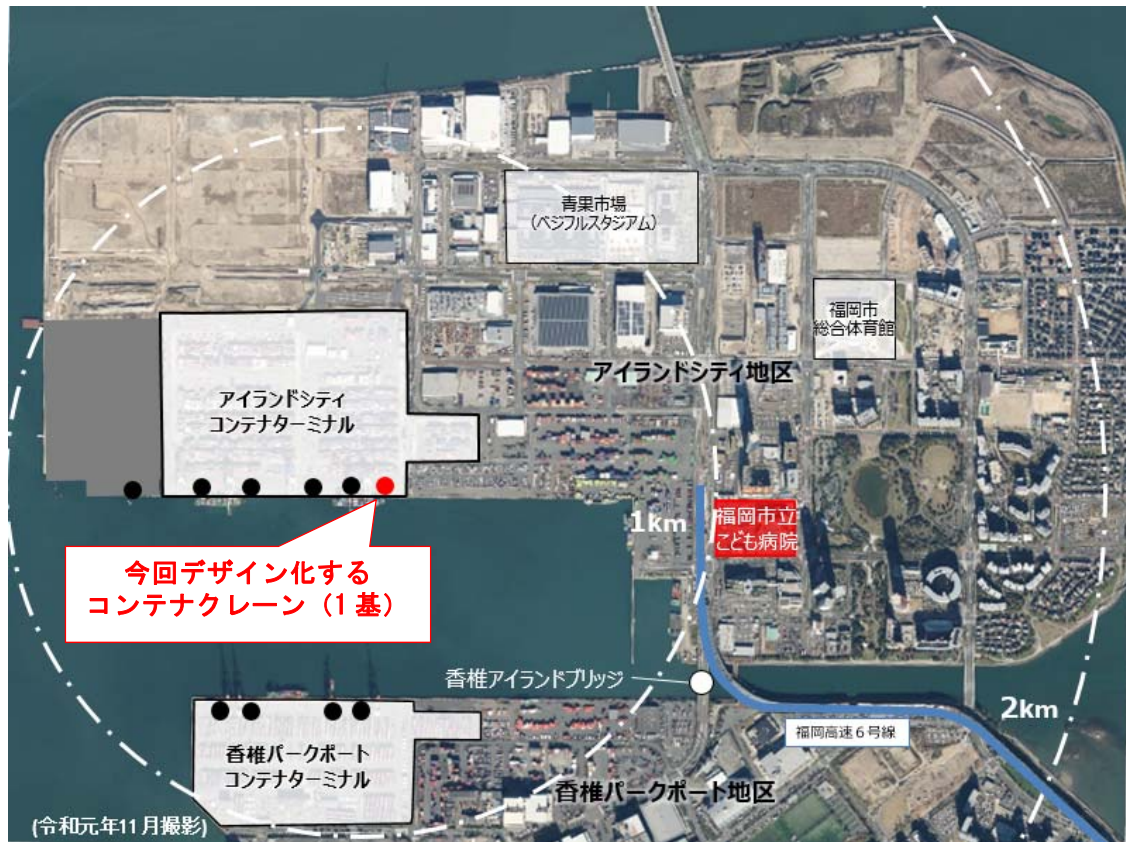 青果市場
(ベジフルスタジアム)
福岡市
総合体育館
アイランドシティ地区
アイランドシティ
コンテナターミナル
1km
福岡市立
こども病院
今回デザイン化する
コンテナクレーン（1基）
香椎アイランドブリッジ
2km
福岡高速６号線
香椎パークポート
コンテナターミナル
香椎パークポート地区
(令和元年11月撮影)